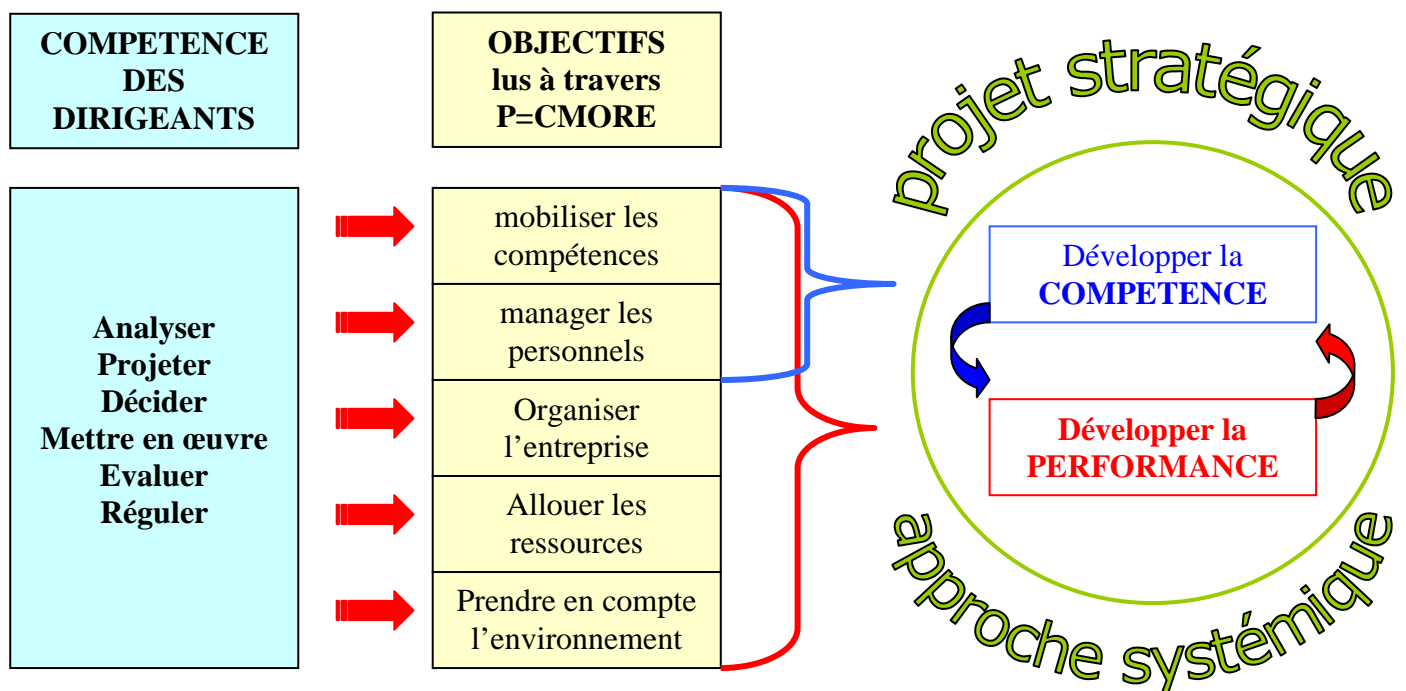 COMPETENCE
DES
DIRIGEANTS
OBJECTIFS
lus à travers
P=CMORE
Analyser
Projeter
Décider
Mettre en œuvre
Evaluer
Réguler
mobiliser les
compétences
manager les
personnels
Organiser
l’entreprise
Allouer les
ressources
Prendre en compte
l’environnement
projet stratégique
Développer la
COMPETENCE
Développer la
PERFORMANCE
approche systémique